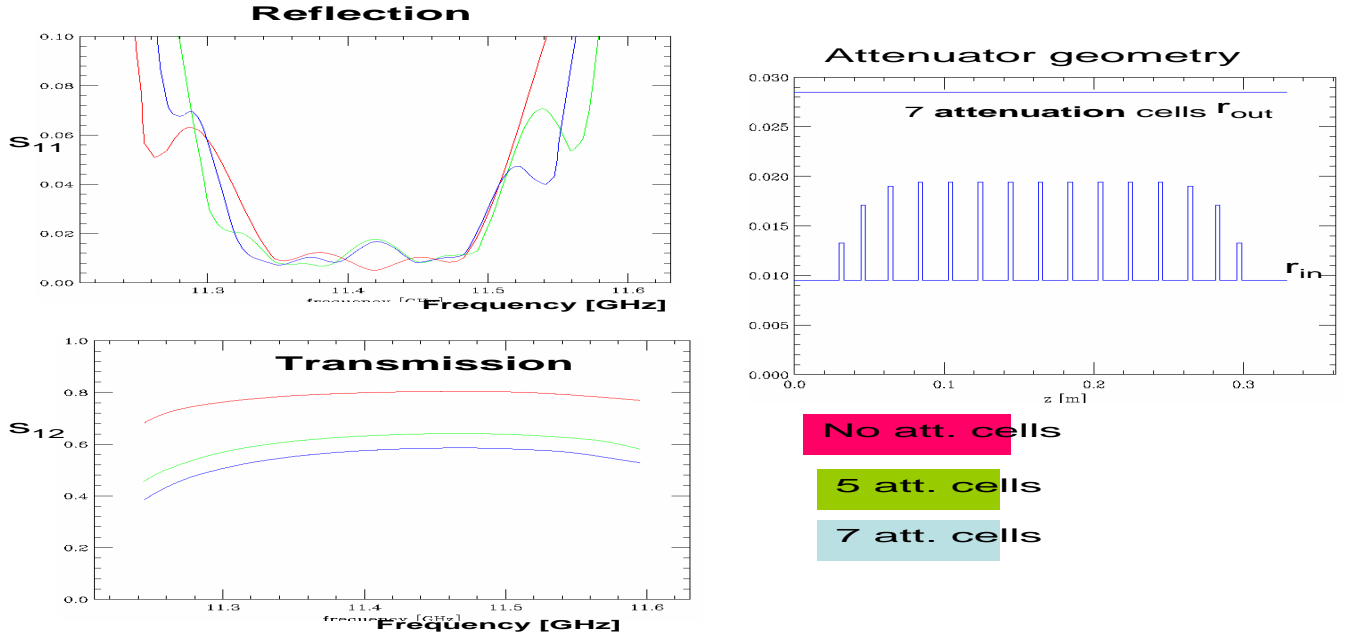 Reflection
0.10
0.08
0.06
S11
0.04
0.02
0.00
11.3
11.4
11.5
11.6
frequency [GHz]
Frequency [GHz]
Transmission
1.0
0.8
0.6
S12
0.4
0.2
0.0
11.3
11.4
11.5
11.6
frequency [GHz]
Frequency [GHz]
Attenuator geometry
0.030
7 attenuation cells rout
0.025
0.020
0.015
rin
0.010
0.005
0.000
0.0
0.1
0.2
0.3
z [m]
No att. cells
5 att. cells
7 att. cells